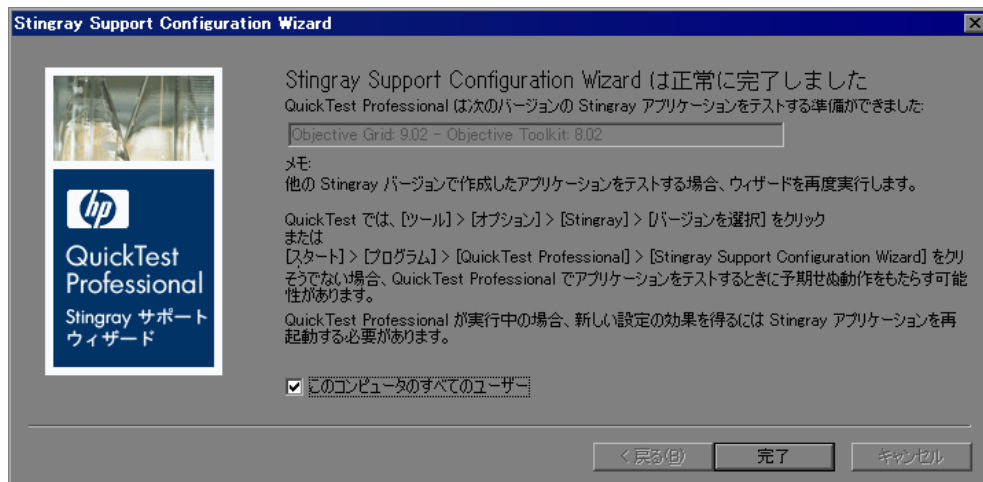 Stingray Support Configuration Wizard
Stingray Support Configuration Wizard は正常に完了しました
QuickTest Professional は次のバージョンの Stingray アプリケーションをテストする準備ができました:
Objective Grid: 9.02 - Objective Toolkit: 8.02
メモ:
他の Stingray バージョンで作成したアプリケーションをテストする場合、ウィザードを再度実行します。
QuickTest では、[ツール] > [オプション] > [Stingray] > [バージョンを選択] をクリック
または
[スタート] > [プログラム] > [QuickTest Professional] > [Stingray Support Configuration Wizard] をクリ
そうでない場合、QuickTest Professional でアプリケーションをテストするときに予期せぬ動作をもたらす可能
性があります。
QuickTest Professional が実行中の場合、新しい設定の効果を得るには Stingray アプリケーションを再
起動する必要があります。
hp
QuickTest
Professional
Stingray サポート
ウィザード
このコンピュータのすべてのユーザー
< 戻る(B)
完了
キャンセル